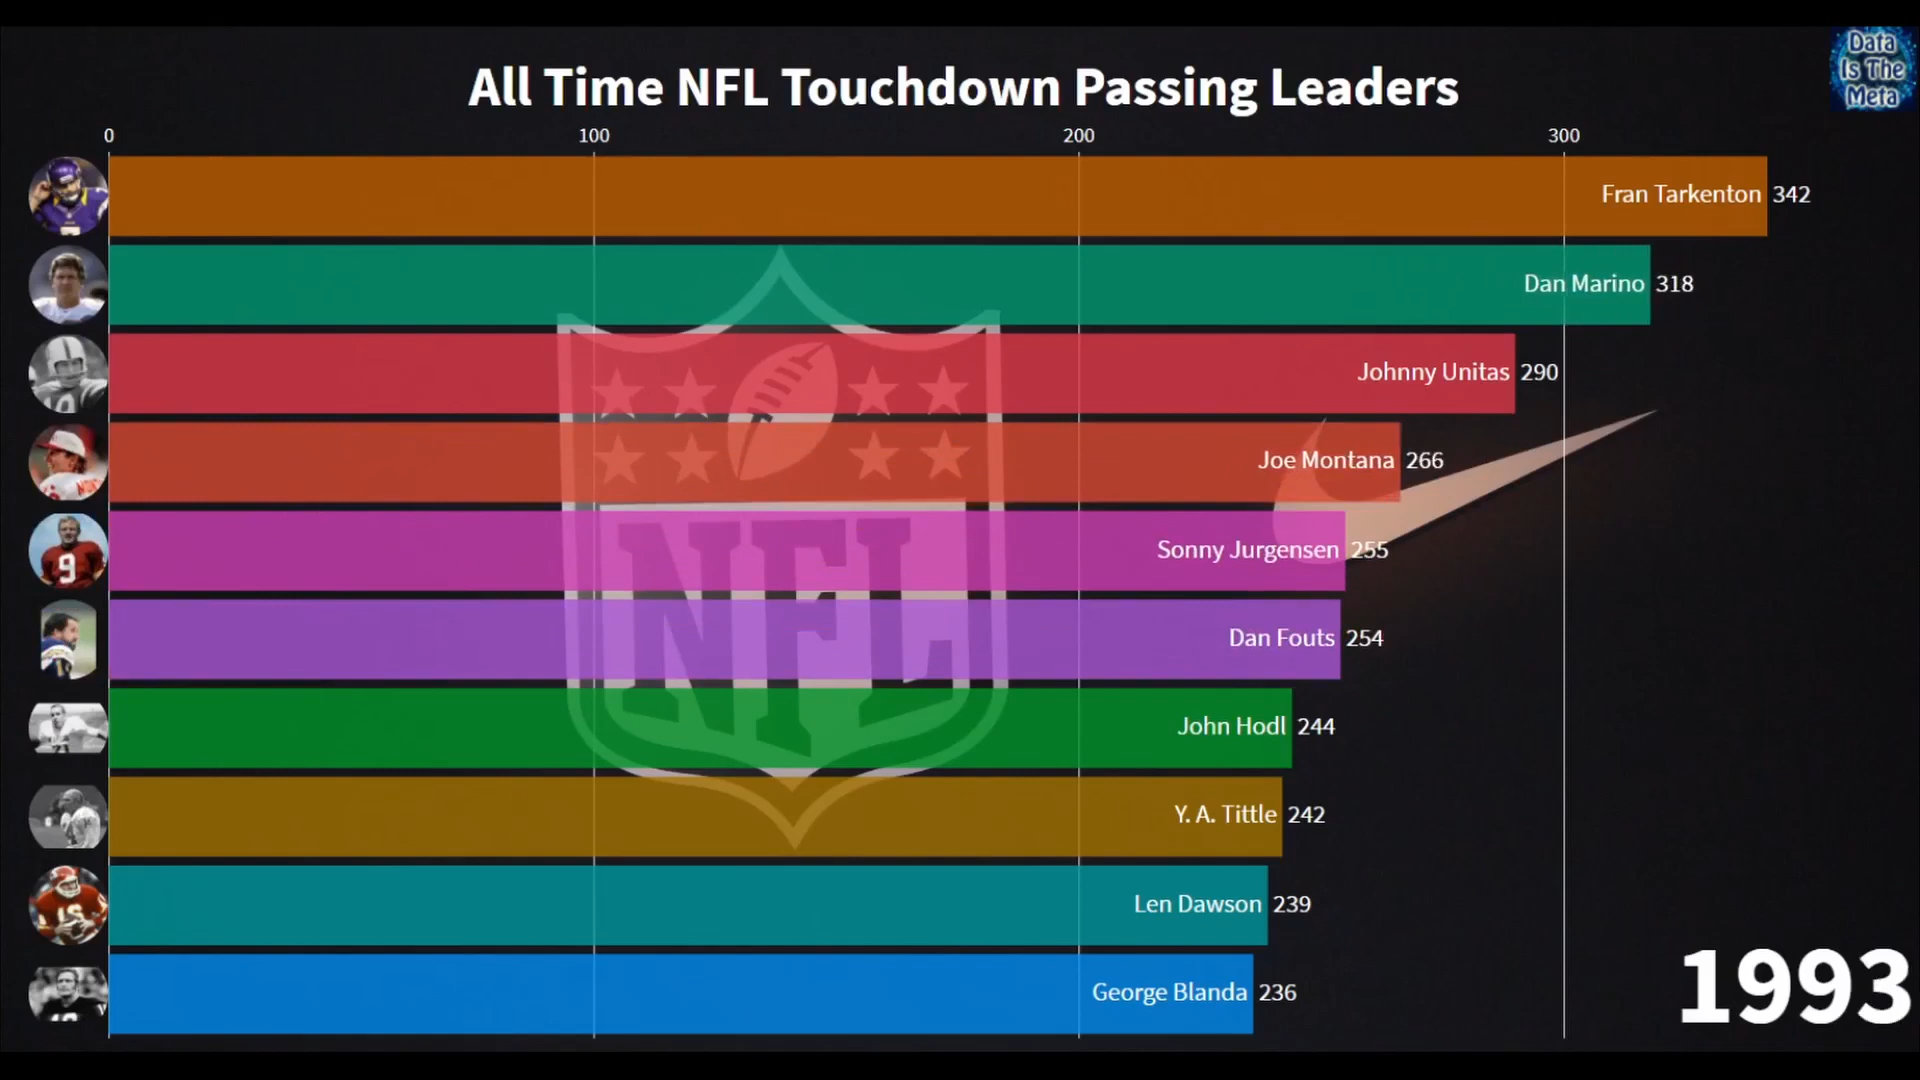 Data
Is The
Meta
All Time NFL Touchdown Passing Leaders
0 100 200 300
Fran Tarkenton 342
Dan Marino 318
Johnny Unitas 290
Joe Montana 266
Sonny Jurgensen 255
Dan Fouts 254
John Hodl 244
Y. A. Tittle 242
Len Dawson 239
George Blanda 236
NFL
9
16
1993